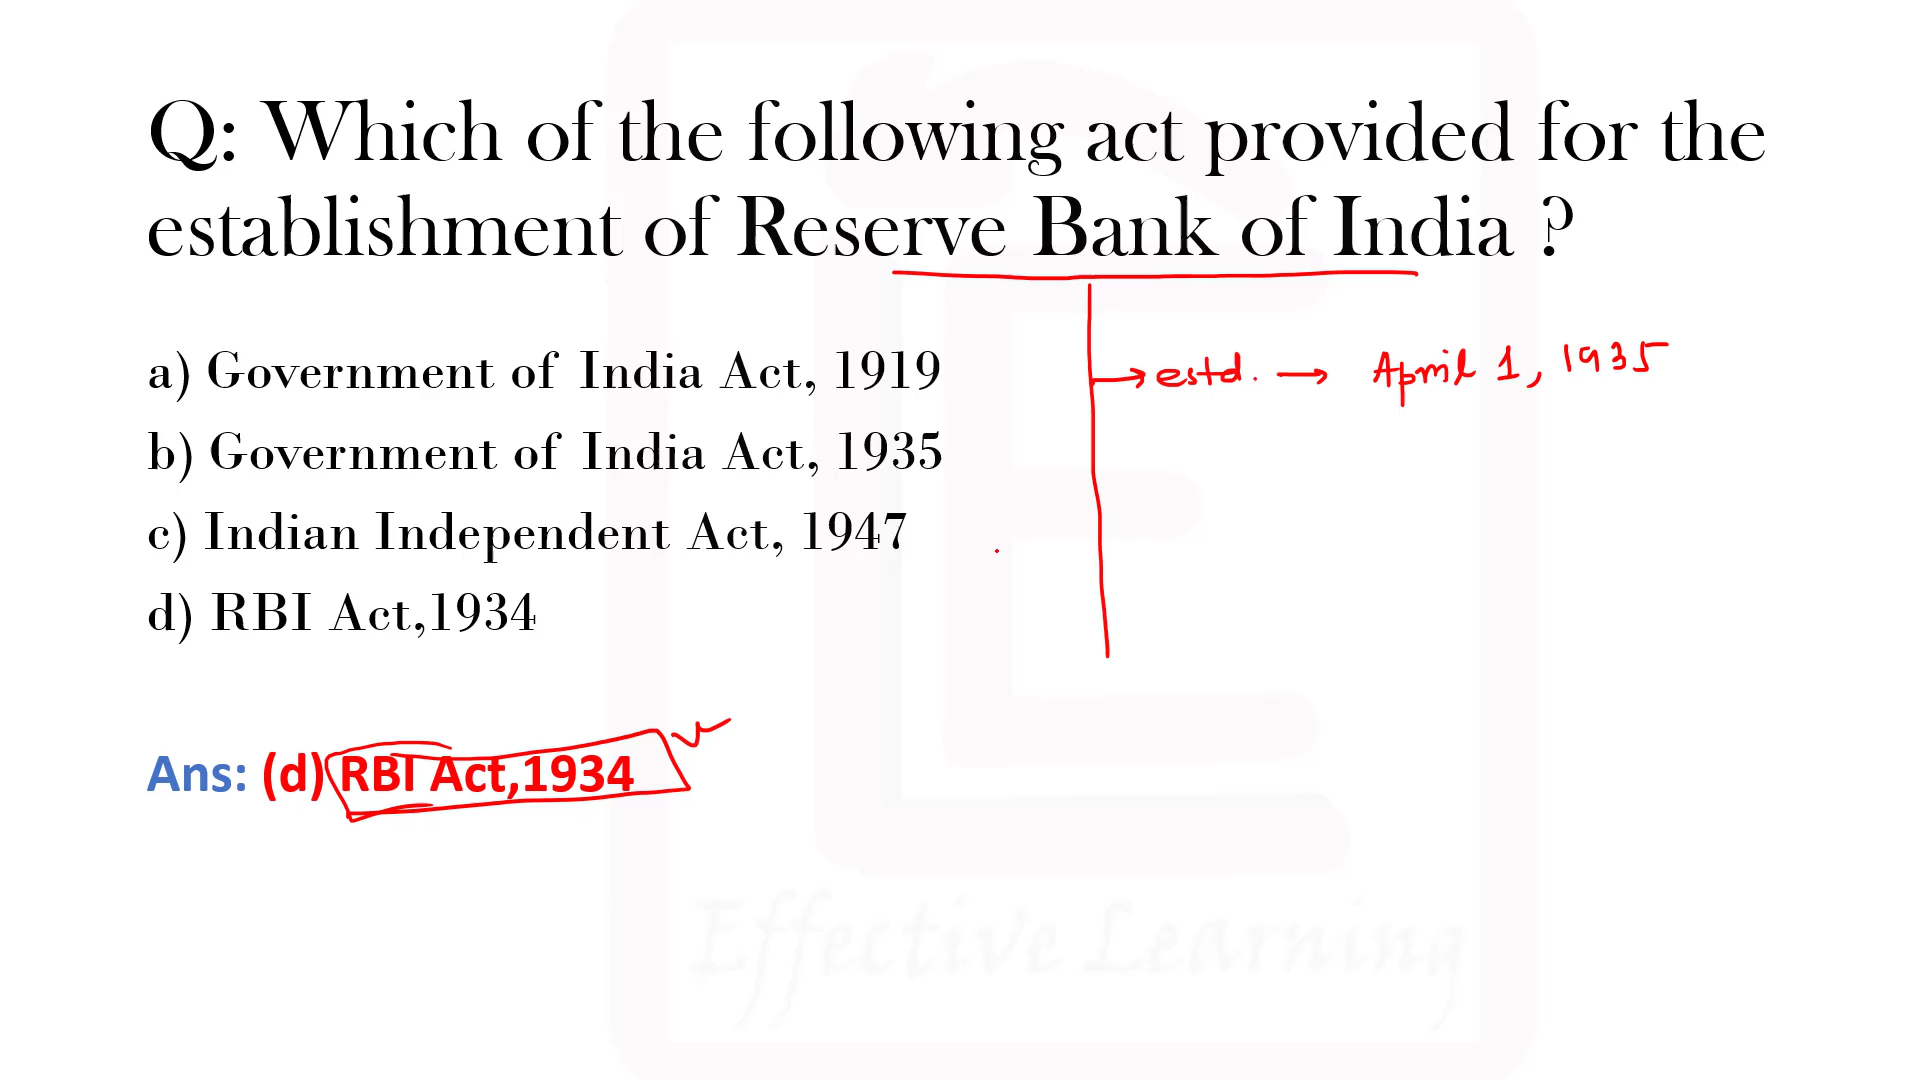 Q: Which of the following act provided for the
establishment of Reserve Bank of India ?
a) Government of India Act, 1919
→ estd. → April 1, 1935
b) Government of India Act, 1935
c) Indian Independent Act, 1947
d) RBI Act,1934
Ans: (d) RBI Act,1934
Effective Learning